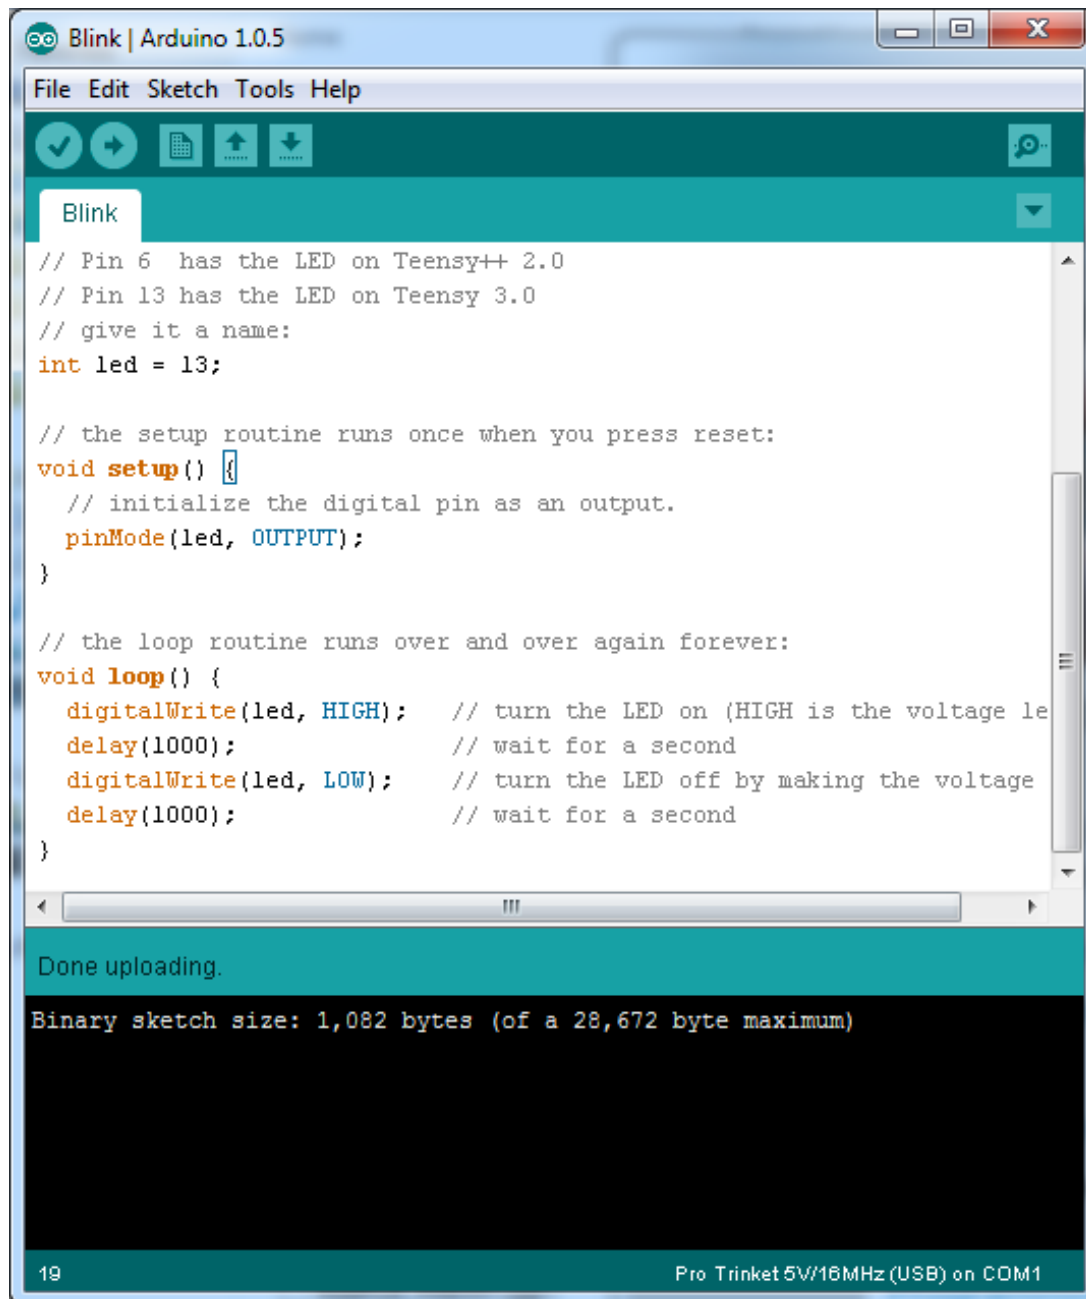 Blink | Arduino 1.0.5
File Edit Sketch Tools Help
Blink
// Pin 6  has the LED on Teensy++ 2.0
// Pin 13 has the LED on Teensy 3.0
// give it a name:
int led = 13;
// the setup routine runs once when you press reset:
void setup() {
  // initialize the digital pin as an output.
  pinMode(led, OUTPUT);
}
// the loop routine runs over and over again forever:
void loop() {
  digitalWrite(led, HIGH);   // turn the LED on (HIGH is the voltage le
  delay(1000);               // wait for a second
  digitalWrite(led, LOW);    // turn the LED off by making the voltage
  delay(1000);               // wait for a second
}
Done uploading.
Binary sketch size: 1,082 bytes (of a 28,672 byte maximum)
19 Pro Trinket 5V/16MHz (USB) on COM1